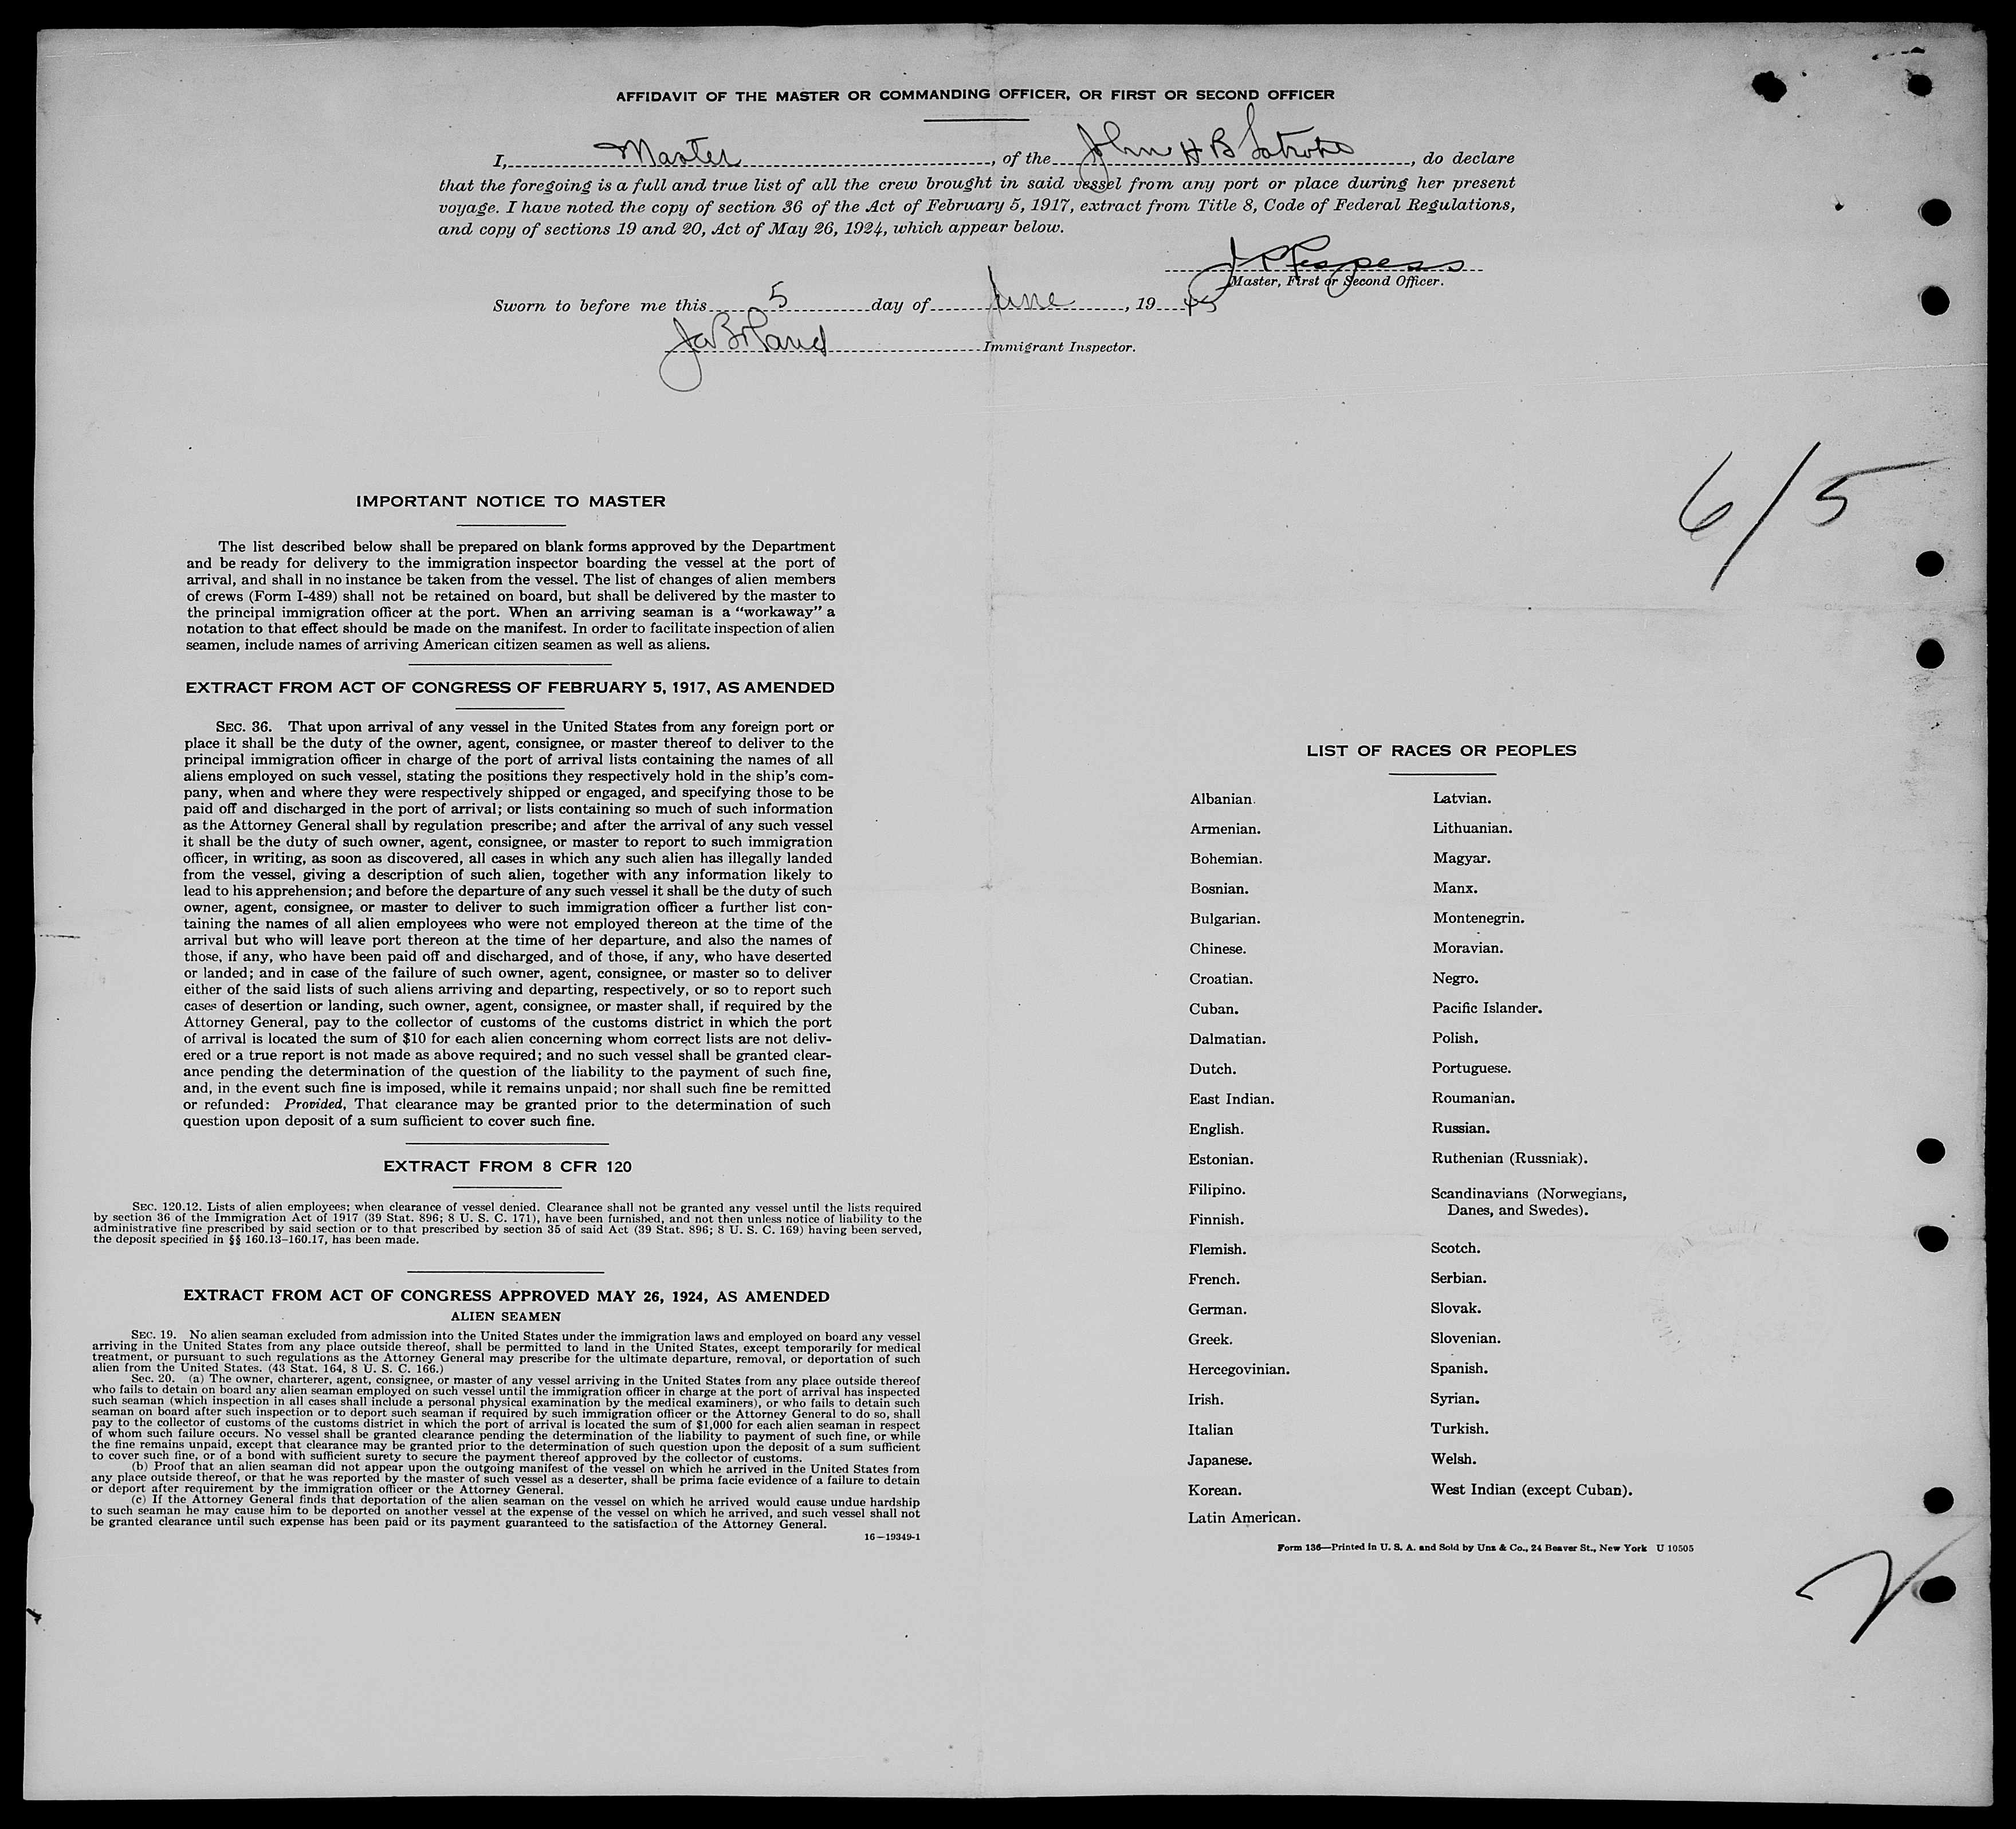 AFFIDAVIT OF THE MASTER OR COMMANDING OFFICER, OR FIRST OR SECOND OFFICER
I, Master, of the John H B Latrobe, do declare
that the foregoing is a full and true list of all the crew brought in said vessel from any port or place during her present
voyage. I have noted the copy of section 36 of the Act of February 5, 1917, extract from Title 8, Code of Federal Regulations,
and copy of sections 19 and 20, Act of May 26, 1924, which appear below.
Master, First or Second Officer.
Sworn to before me this 5 day of June, 19 45
Immigrant Inspector.
6/5
IMPORTANT NOTICE TO MASTER
The list described below shall be prepared on blank forms approved by the Department
and be ready for delivery to the immigration inspector boarding the vessel at the port of
arrival, and shall in no instance be taken from the vessel. The list of changes of alien members
of crews (Form I-489) shall not be retained on board, but shall be delivered by the master to
the principal immigration officer at the port. When an arriving seaman is a "workaway" a
notation to that effect should be made on the manifest. In order to facilitate inspection of alien
seamen, include names of arriving American citizen seamen as well as aliens.
EXTRACT FROM ACT OF CONGRESS OF FEBRUARY 5, 1917, AS AMENDED
SEC. 36. That upon arrival of any vessel in the United States from any foreign port or
place it shall be the duty of the owner, agent, consignee, or master thereof to deliver to the
principal immigration officer in charge of the port of arrival lists containing the names of all
aliens employed on such vessel, stating the positions they respectively hold in the ship's com-
pany, when and where they were respectively shipped or engaged, and specifying those to be
paid off and discharged in the port of arrival; or lists containing so much of such information
as the Attorney General shall by regulation prescribe; and after the arrival of any such vessel
it shall be the duty of such owner, agent, consignee, or master to report to such immigration
officer, in writing, as soon as discovered, all cases in which any such alien has illegally landed
from the vessel, giving a description of such alien, together with any information likely to
lead to his apprehension; and before the departure of any such vessel it shall be the duty of such
owner, agent, consignee, or master to deliver to such immigration officer a further list con-
taining the names of all alien employees who were not employed thereon at the time of the
arrival but who will leave port thereon at the time of her departure, and also the names of
those, if any, who have been paid off and discharged, and of those, if any, who have deserted
or landed; and in case of the failure of such owner, agent, consignee, or master so to deliver
either of the said lists of such aliens arriving and departing, respectively, or so to report such
cases of desertion or landing, such owner, agent, consignee, or master shall, if required by the
Attorney General, pay to the collector of customs of the customs district in which the port
of arrival is located the sum of $10 for each alien concerning whom correct lists are not deliv-
ered or a true report is not made as above required; and no such vessel shall be granted clear-
ance pending the determination of the question of the liability to the payment of such fine,
and, in the event such fine is imposed, while it remains unpaid; nor shall such fine be remitted
or refunded: Provided, That clearance may be granted prior to the determination of such
question upon deposit of a sum sufficient to cover such fine.
EXTRACT FROM 8 CFR 120
SEC. 120.12. Lists of alien employees; when clearance of vessel denied. Clearance shall not be granted any vessel until the lists required
by section 36 of the Immigration Act of 1917 (39 Stat. 896; 8 U. S. C. 171), have been furnished, and not then unless notice of liability to the
administrative fine prescribed by said section or to that prescribed by section 35 of said Act (39 Stat. 896; 8 U. S. C. 169) having been served,
the deposit specified in §§ 160.13–160.17, has been made.
EXTRACT FROM ACT OF CONGRESS APPROVED MAY 26, 1924, AS AMENDED
ALIEN SEAMEN
SEC. 19. No alien seaman excluded from admission into the United States under the immigration laws and employed on board any vessel
arriving in the United States from any place outside thereof, shall be permitted to land in the United States, except temporarily for medical
treatment, or pursuant to such regulations as the Attorney General may prescribe for the ultimate departure, removal, or deportation of such
alien from the United States. (43 Stat. 164, 8 U. S. C. 166.)
Sec. 20. (a) The owner, charterer, agent, consignee, or master of any vessel arriving in the United States from any place outside thereof
who fails to detain on board any alien seaman employed on such vessel until the immigration officer in charge at the port of arrival has inspected
such seaman (which inspection in all cases shall include a personal physical examination by the medical examiners), or who fails to detain such
seaman on board after such inspection or to deport such seaman if required by such immigration officer or the Attorney General to do so, shall
pay to the collector of customs of the customs district in which the port of arrival is located the sum of $1,000 for each alien seaman in respect
of whom such failure occurs. No vessel shall be granted clearance pending the determination of the liability to payment of such fine, or while
the fine remains unpaid, except that clearance may be granted prior to the determination of such question upon the deposit of a sum sufficient
to cover such fine, or of a bond with sufficient surety to secure the payment thereof approved by the collector of customs.
(b) Proof that an alien seaman did not appear upon the outgoing manifest of the vessel on which he arrived in the United States from
any place outside thereof, or that he was reported by the master of such vessel as a deserter, shall be prima facie evidence of a failure to detain
or deport after requirement by the immigration officer or the Attorney General.
(c) If the Attorney General finds that deportation of the alien seaman on the vessel on which he arrived would cause undue hardship
to such seaman he may cause him to be deported on another vessel at the expense of the vessel on which he arrived, and such vessel shall not
be granted clearance until such expense has been paid or its payment guaranteed to the satisfaction of the Attorney General.
16—19349-1
LIST OF RACES OR PEOPLES
Albanian.
Armenian.
Bohemian.
Bosnian.
Bulgarian.
Chinese.
Croatian.
Cuban.
Dalmatian.
Dutch.
East Indian.
English.
Estonian.
Filipino.
Finnish.
Flemish.
French.
German.
Greek.
Hercegovinian.
Irish.
Italian
Japanese.
Korean.
Latin American.
Latvian.
Lithuanian.
Magyar.
Manx.
Montenegrin.
Moravian.
Negro.
Pacific Islander.
Polish.
Portuguese.
Roumanian.
Russian.
Ruthenian (Russniak).
Scandinavians (Norwegians,
Danes, and Swedes).
Scotch.
Serbian.
Slovak.
Slovenian.
Spanish.
Syrian.
Turkish.
Welsh.
West Indian (except Cuban).
Form 136—Printed in U. S. A. and Sold by Unz & Co., 24 Beaver St., New York U 10505